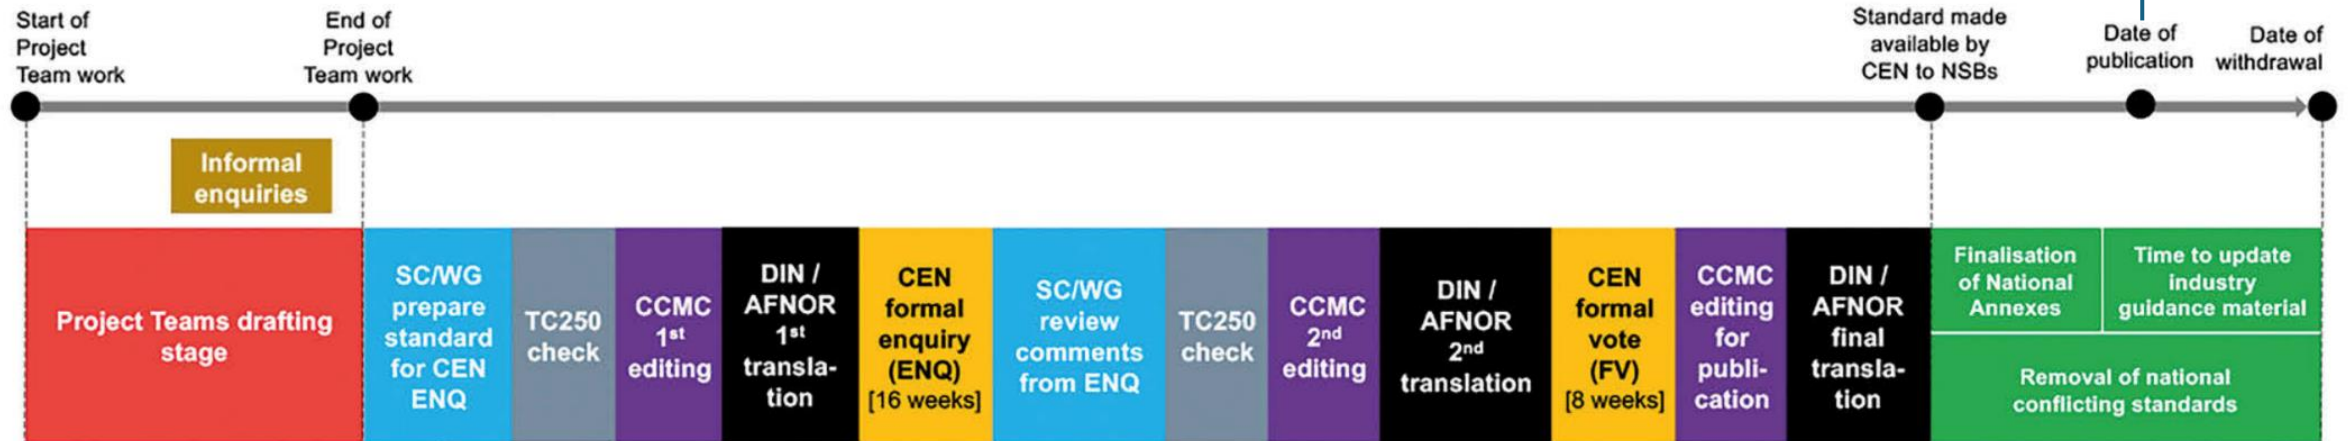 Start of
Project
Team work
End of
Project
Team work
Standard made
available by
CEN to NSBs
Date of
publication
Date of
withdrawal
Informal
enquiries
Project Teams drafting
stage
SC/WG
prepare
standard
for CEN
ENQ
TC250
check
CCMC
1st
editing
DIN /
AFNOR
1st
transla-
tion
CEN
formal
enquiry
(ENQ)
[16 weeks]
SC/WG
review
comments
from ENQ
TC250
check
CCMC
2nd
editing
DIN /
AFNOR
2nd
translation
CEN
formal
vote
(FV)
[8 weeks]
CCMC
editing
for
publi-
cation
DIN /
AFNOR
final
transla-
tion
Finalisation
of National
Annexes
Time to update
industry
guidance material
Removal of national
conflicting standards